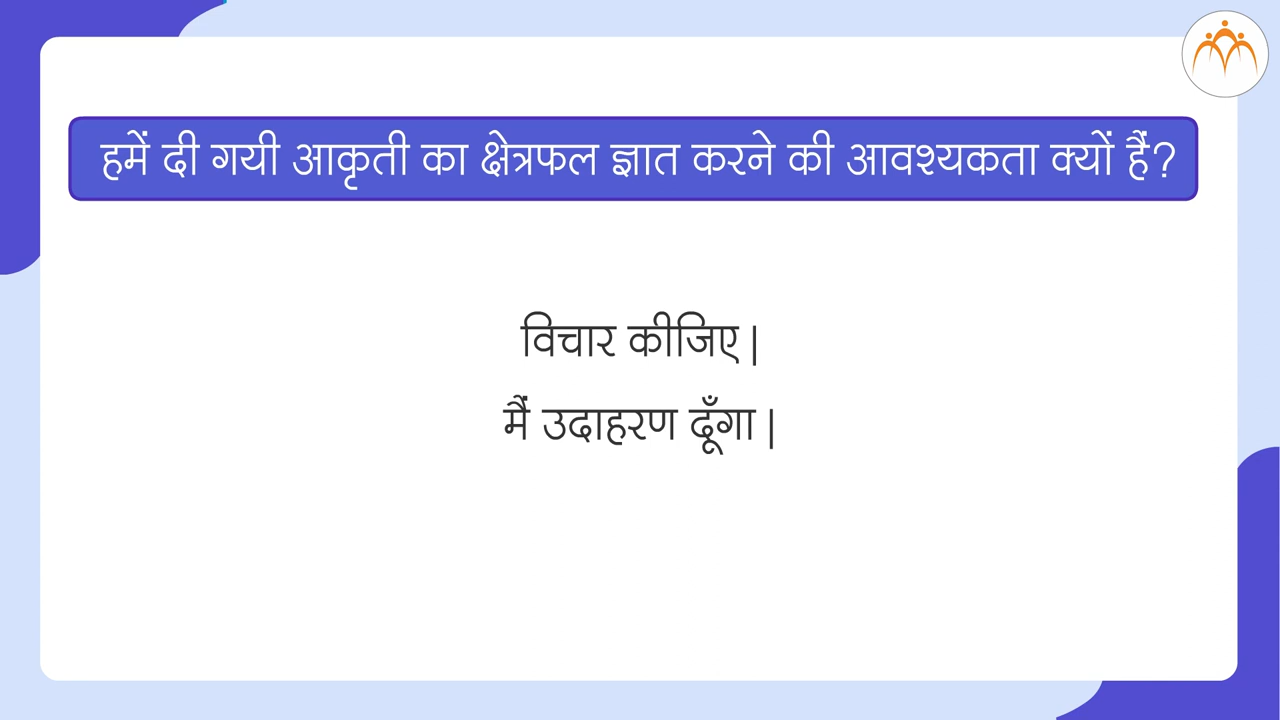 हमें दी गयी आकृती का क्षेत्रफल ज्ञात करने की आवश्यकता क्यों हैं?
विचार कीजिए |
मैं उदाहरण दूँगा |